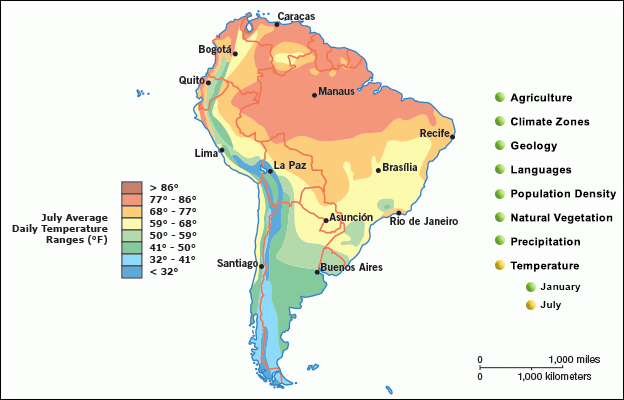 Caracas
Bogotá
Quito
Manaus
Recife
Lima
La Paz
Brasília
Asunción
Rio de Janeiro
Santiago
Buenos Aires
July Average
Daily Temperature
Ranges (°F)
> 86°
77° - 86°
68° - 77°
59° - 68°
50° - 59°
41° - 50°
32° - 41°
< 32°
Agriculture
Climate Zones
Geology
Languages
Population Density
Natural Vegetation
Precipitation
Temperature
January
July
0 1,000 miles
0 1,000 kilometers